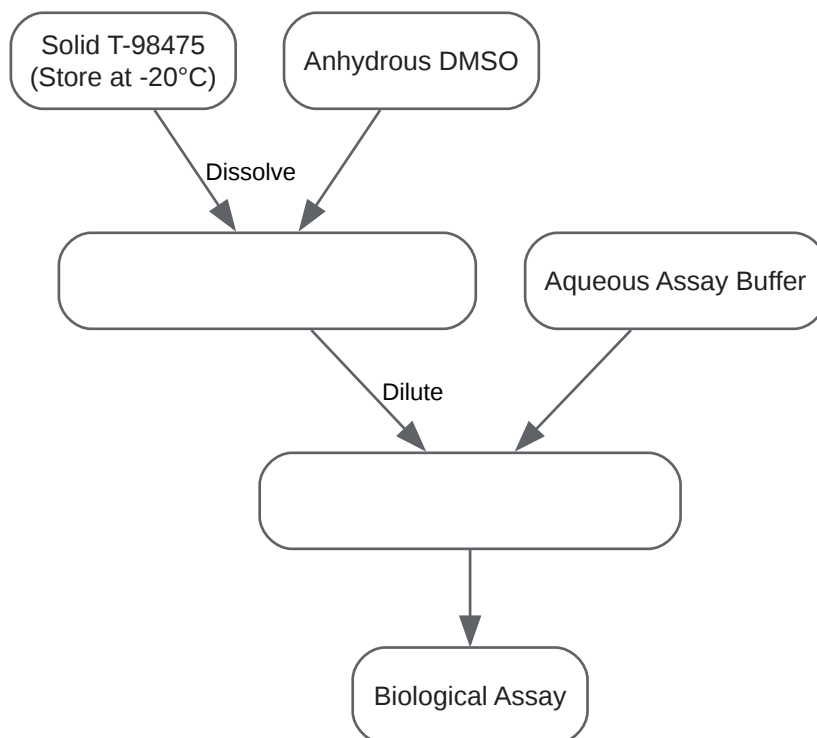 Solid T-98475
(Store at -20°C)
Anhydrous DMSO
Dissolve
Aqueous Assay Buffer
Dilute
Biological Assay